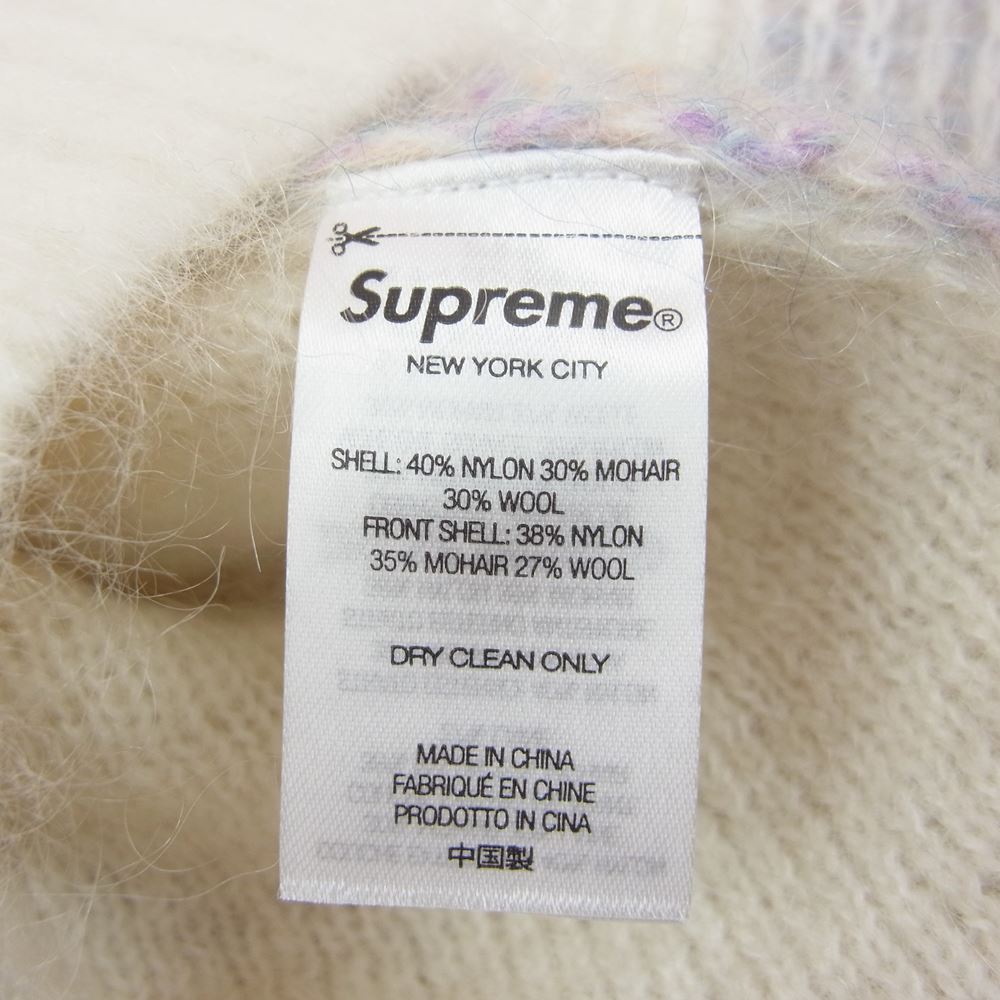 Supreme®
NEW YORK CITY
SHELL: 40% NYLON 30% MOHAIR
30% WOOL
FRONT SHELL: 38% NYLON
35% MOHAIR 27% WOOL
DRY CLEAN ONLY
MADE IN CHINA
FABRIQUÉ EN CHINE
PRODOTTO IN CINA
中国製